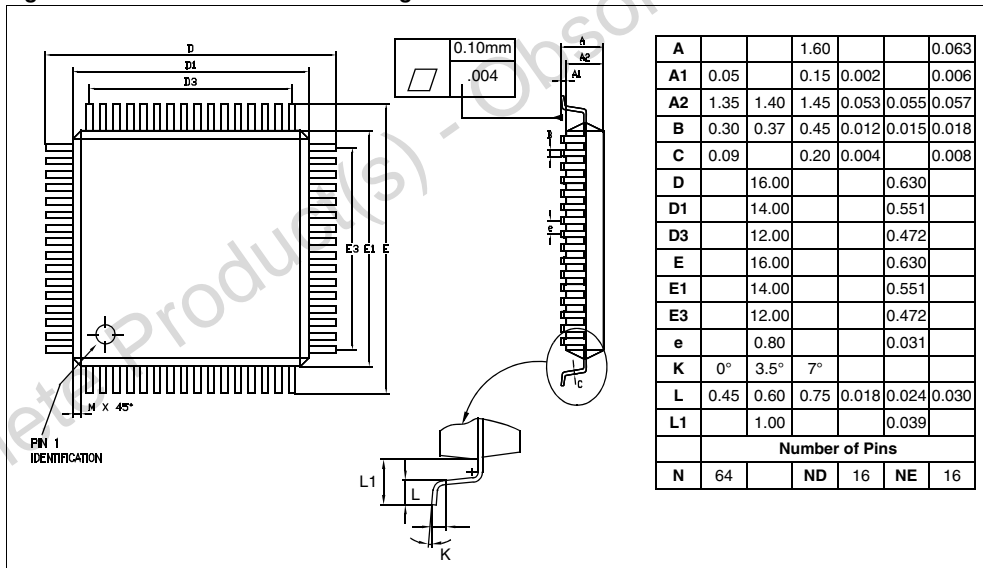 D
D1
D3
0.10mm
.004
A
A2
A1
B
e
E3 E1 E
PIN 1
IDENTIFICATION
M X 45°
C
L1
L
K
A 1.60 0.063
A1 0.05 0.15 0.002 0.006
A2 1.35 1.40 1.45 0.053 0.055 0.057
B 0.30 0.37 0.45 0.012 0.015 0.018
C 0.09 0.20 0.004 0.008
D 16.00 0.630
D1 14.00 0.551
D3 12.00 0.472
E 16.00 0.630
E1 14.00 0.551
E3 12.00 0.472
e 0.80 0.031
K 0° 3.5° 7°
L 0.45 0.60 0.75 0.018 0.024 0.030
L1 1.00 0.039
Number of Pins
N 64 ND 16 NE 16
ete Product(s) - Obso